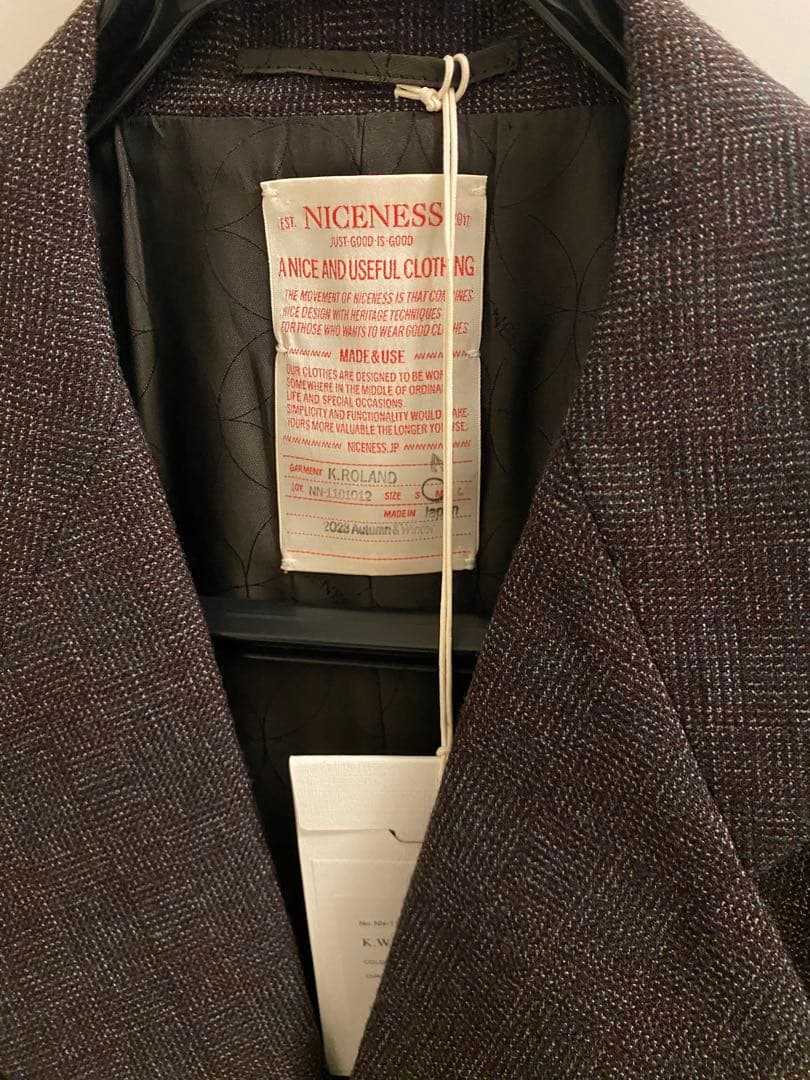 EST. NICENESS 2017
JUST-GOOD-IS-GOOD
A NICE AND USEFUL CLOTHING
THE MOVEMENT OF NICENESS IS THAT COMBINES
NICE DESIGN WITH HERITAGE TECHNIQUES
FOR THOSE WHO WANTS TO WEAR GOOD CLOTHES
MADE & USE
OUR CLOTHES ARE DESIGNED TO BE WORN
SOMEWHERE IN THE MIDDLE OF ORDINARY
LIFE AND SPECIAL OCCASIONS.
SIMPLICITY AND FUNCTIONALITY WOULD MAKE
YOURS MORE VALUABLE THE LONGER YOU USE.
NICENESS.JP
GARMENT K.ROLAND
LOT. NN-1101012 SIZE S M L
MADE IN Japan
2023 Autumn & Winter
K.W